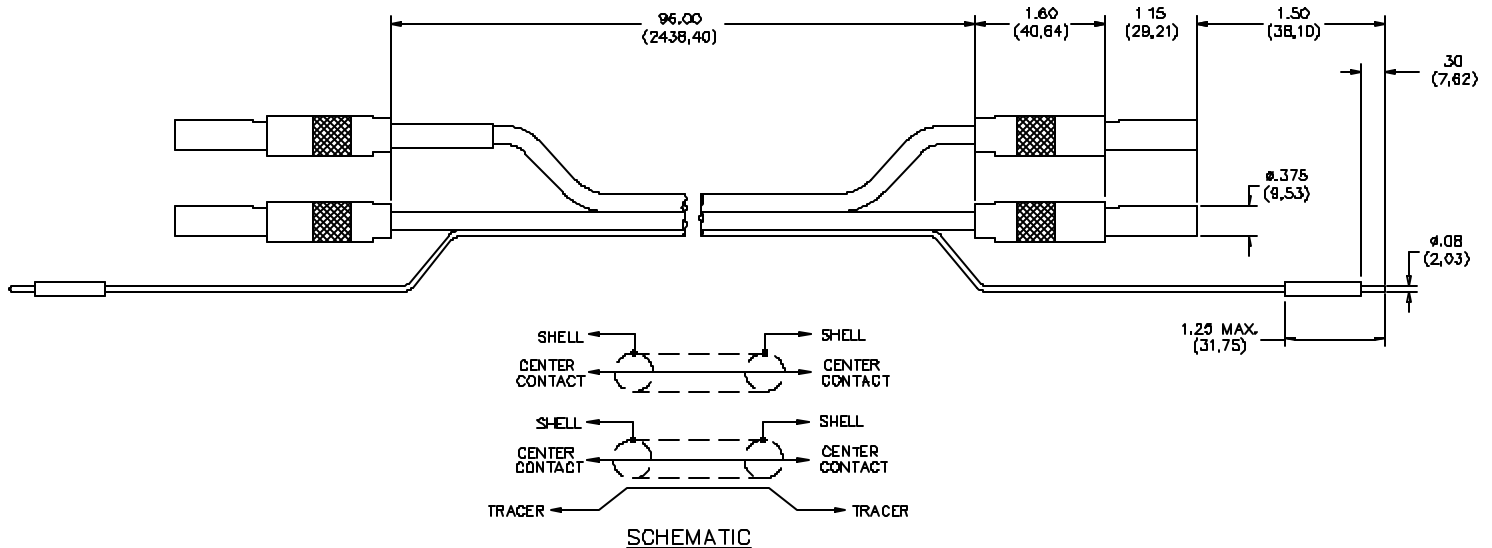 96.00
(2438,40)
1.60
(40,64)
1.15
(29,21)
1.50
(38,10)
.30
(7,62)
ø.375
(9,53)
ø.08
(2,03)
1.25 MAX.
(31,75)
SHELL
SHELL
CENTER
CONTACT
CENTER
CONTACT
SHELL
SHELL
CENTER
CONTACT
CENTER
CONTACT
TRACER
TRACER
SCHEMATIC